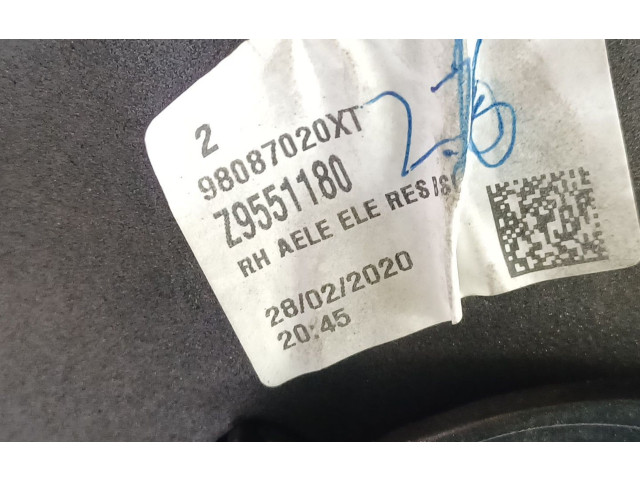 2
98087020XT
Z9551180
RH AELE ELE RES/S
28/02/2020
20:45